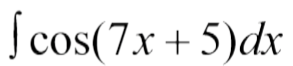 ∫ cos(7x + 5)dx